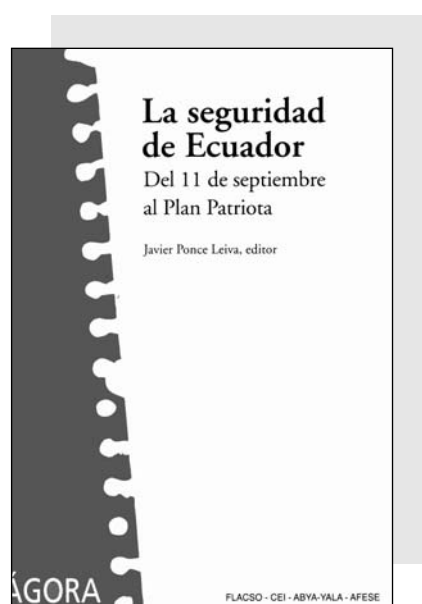 La seguridad
de Ecuador
Del 11 de septiembre
al Plan Patriota
Javier Ponce Leiva, editor
ÁGORA
FLACSO - CEI - ABYA-YALA - AFESE